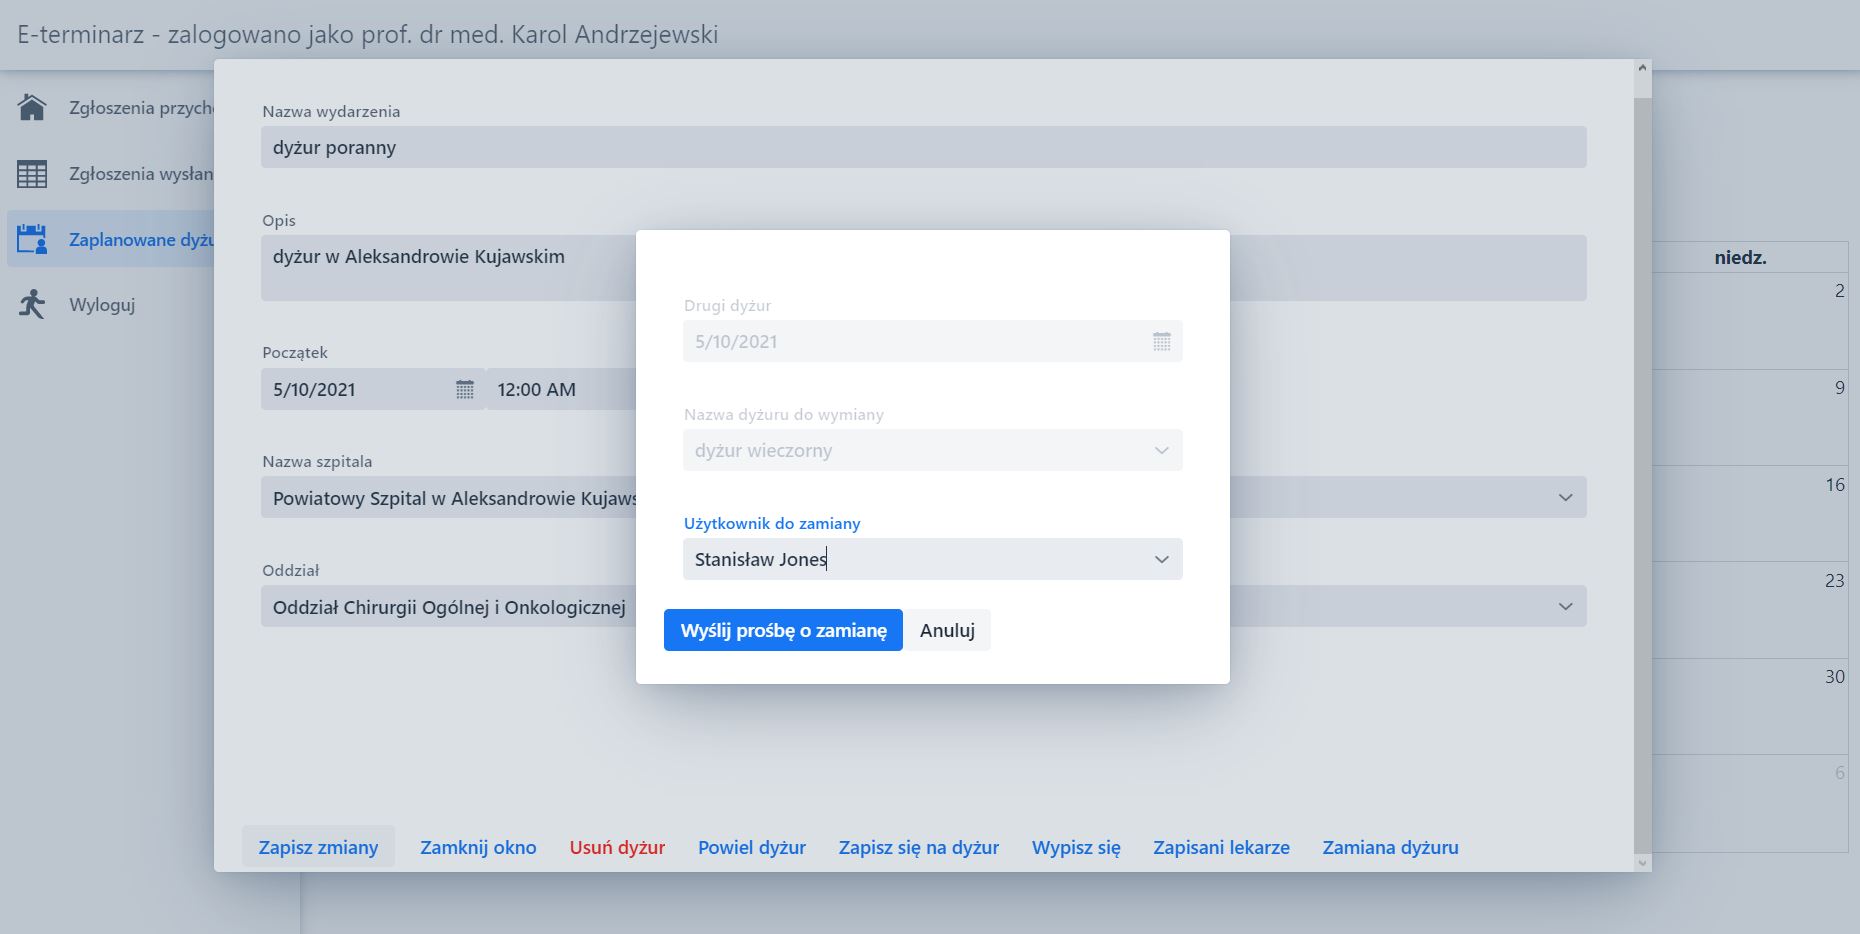 E-terminarz - zalogowano jako prof. dr med. Karol Andrzejewski
Zgłoszenia
Zgłoszenia
Zaplanowane
Wyloguj
Nazwa wydarzenia
dyżur poranny
Opis
dyżur w Aleksandrowie Kujawskim
Początek
5/10/2021
12:00 AM
Nazwa szpitala
Powiatowy Szpital w Aleksandrowie
Oddział
Oddział Chirurgii Ogólnej i Onkologicznej
Drugi dyżur
5/10/2021
Nazwa dyżuru do wymiany
dyżur wieczorny
Użytkownik do zamiany
Stanisław Jones
Wyślij prośbę o zamianę
Anuluj
niedz.
2
9
16
23
30
6
Zapisz zmiany
Zamknij okno
Usuń dyżur
Powiel dyżur
Zapisz się na dyżur
Wypisz się
Zapisani lekarze
Zamiana dyżuru